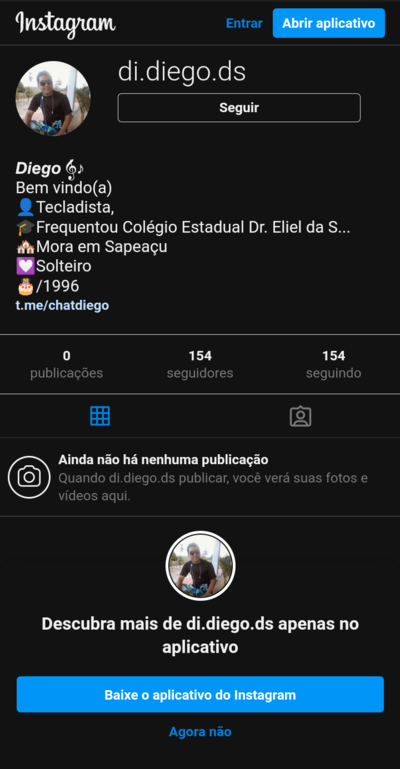 Instagram
Entrar
Abrir aplicativo
di.diego.ds
Seguir
Diego
Bem vindo(a)
👤Tecladista,
🎓Frequentou Colégio Estadual Dr. Eliel da S...
🏘️Mora em Sapeaçu
💟Solteiro
🎂/1996
t.me/chatdiego
0 154 154
publicações seguidores seguindo
Ainda não há nenhuma publicação
Quando di.diego.ds publicar, você verá suas fotos e
vídeos aqui.
Descubra mais de di.diego.ds apenas no
aplicativo
Baixe o aplicativo do Instagram
Agora não